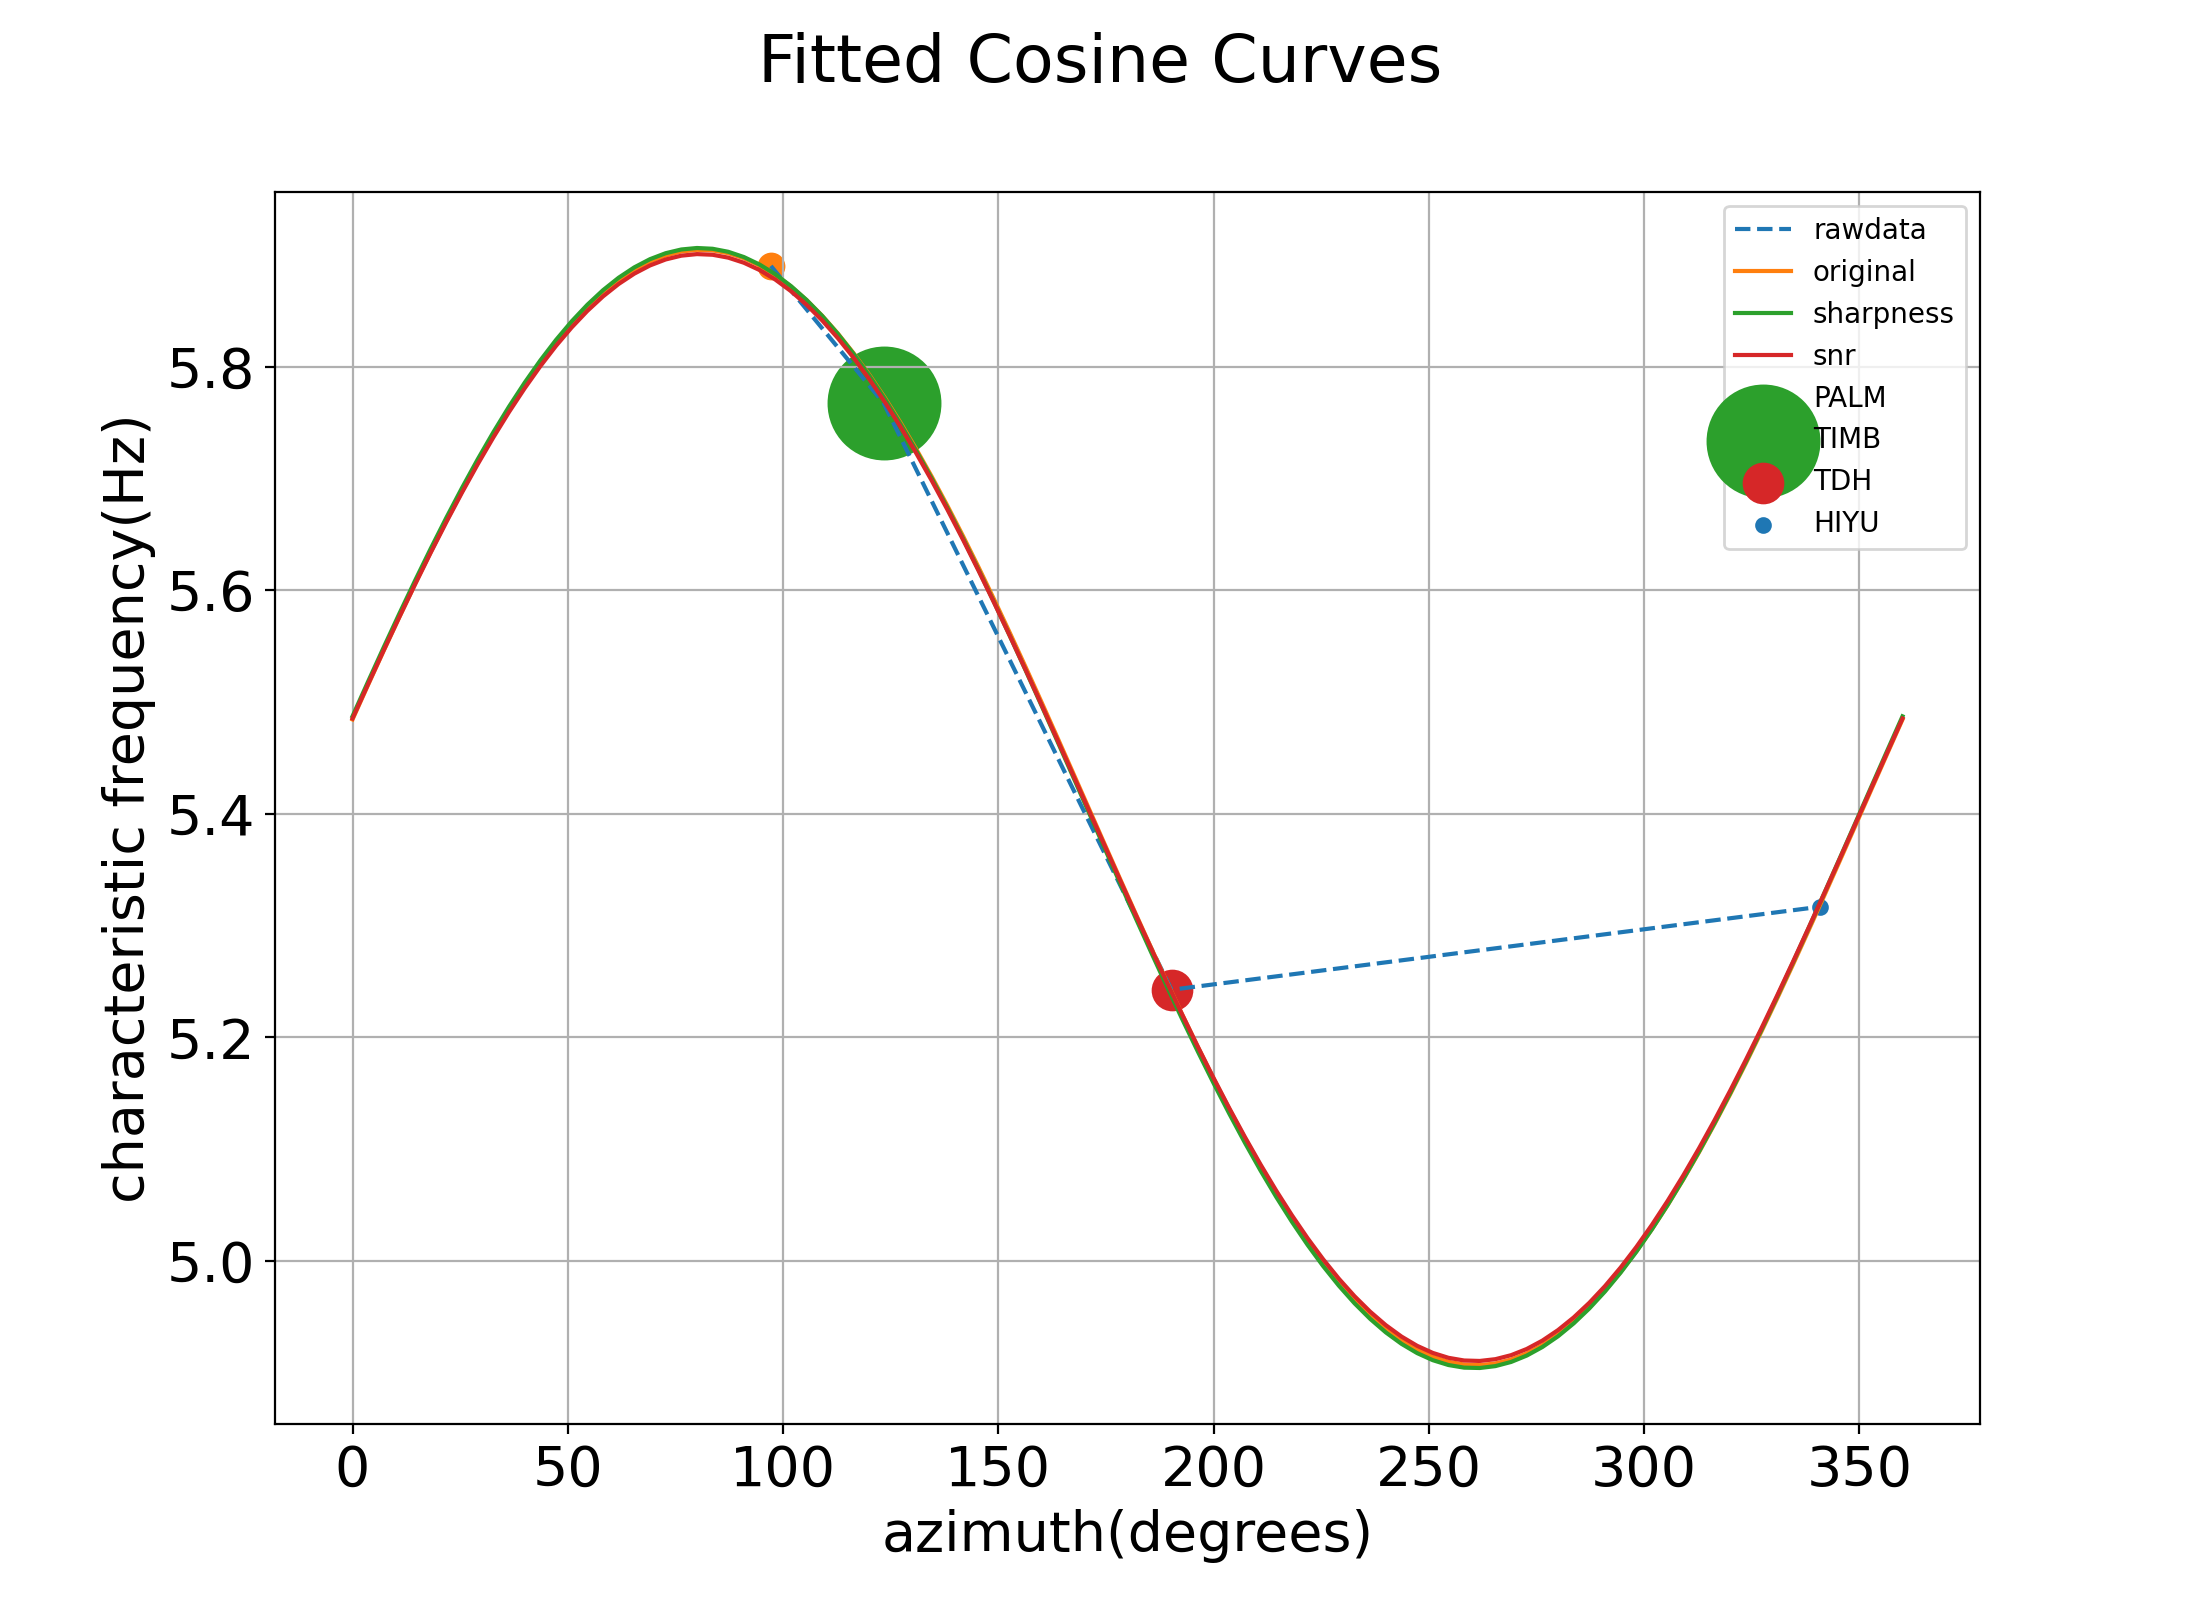 Fitted Cosine Curves
rawdata
original
sharpness
snr
PALM
TIMB
TDH
HIYU
characteristic frequency(Hz)
5.8
5.6
5.4
5.2
5.0
0 50 100 150 200 250 300 350
azimuth(degrees)